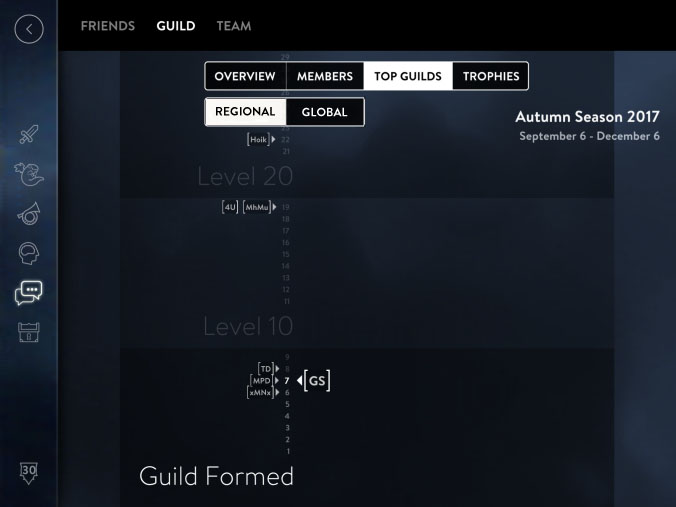 FRIENDS GUILD TEAM
29
OVERVIEW MEMBERS TOP GUILDS TROPHIES
REGIONAL GLOBAL
Autumn Season 2017
September 6 - December 6
[Hoik] 22
21
Level 20
[4U] [MhMu] 19
18
17
16
15
14
13
12
11
Level 10
9
[TD] 8
[MPD] 7 [GS]
[xMNx] 6
5
4
3
2
1
30
Guild Formed